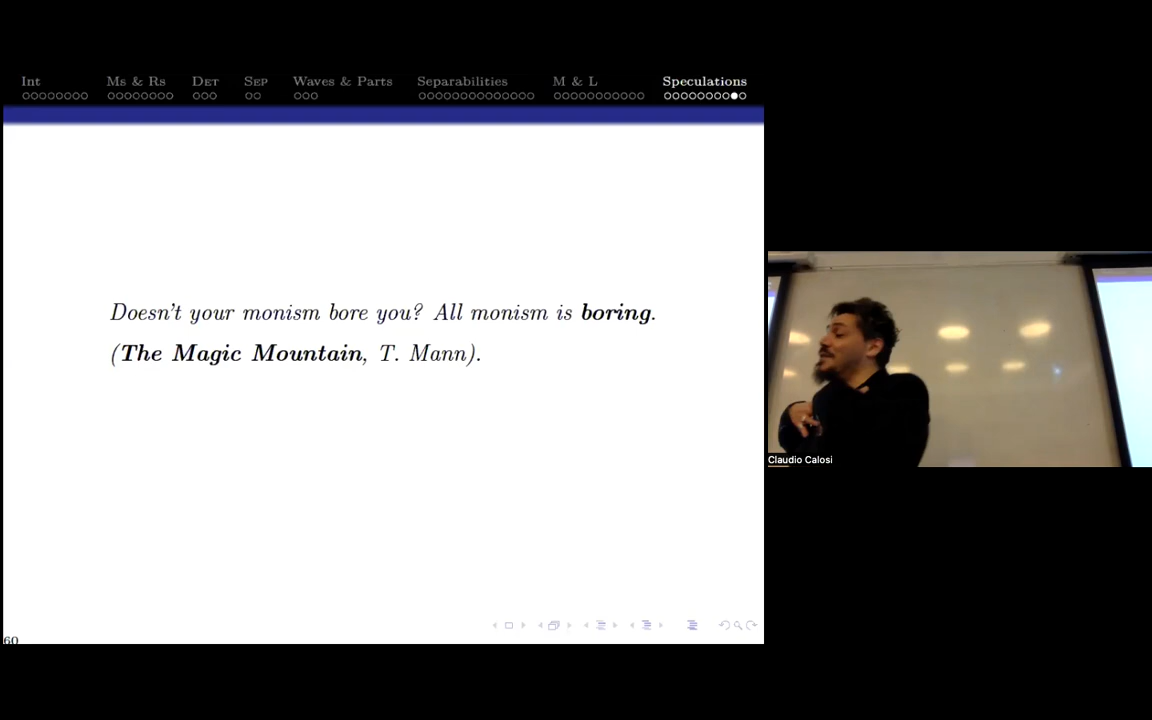 Int Ms & Rs Det Sep Waves & Parts Separabilities M & L Speculations
Doesn't your monism bore you? All monism is boring.
(The Magic Mountain, T. Mann).
Claudio Calosi
60